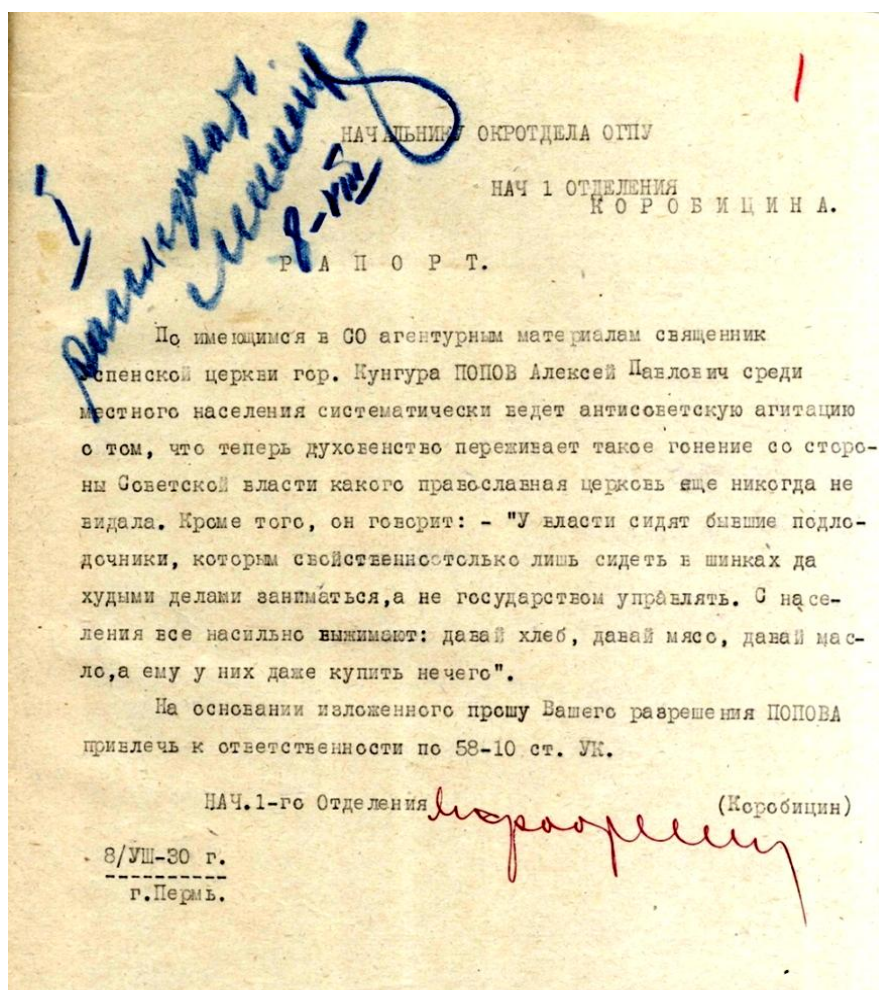 1
НАЧАЛЬНИКУ ОКРОТДЕЛА ОГПУ
НАЧ 1 ОТДЕЛЕНИЯ
К О Р О Б И Ц И Н А.
расследовать
8-VIII
Р А П О Р Т.
По имеющимся в СО агентурным материалам священник
спенской церкви гор. Кунгура ПОПОВ Алексей Павлович среди
местного населения систематически ведет антисоветскую агитацию
о том, что теперь духовенство переживает такое гонение со сторо-
ны Советской власти какого православная церковь еще никогда не
видала. Кроме того, он говорит: - "У власти сидят бывшие подло-
дочники, которым свойственностолько лишь сидеть в шинках да
худыми делами заниматься,а не государством управлять. С насе-
ления все насильно выжимают: давай хлеб, давай мясо, давай мас-
ло,а ему у них даже купить нечего".
На основании изложенного прошу Вашего разрешения ПОПОВА
привлечь к ответственности по 58-10 ст. УК.
НАЧ.1-го Отделения (Коробицин)
8/УШ-30 г.
г.Пермь.